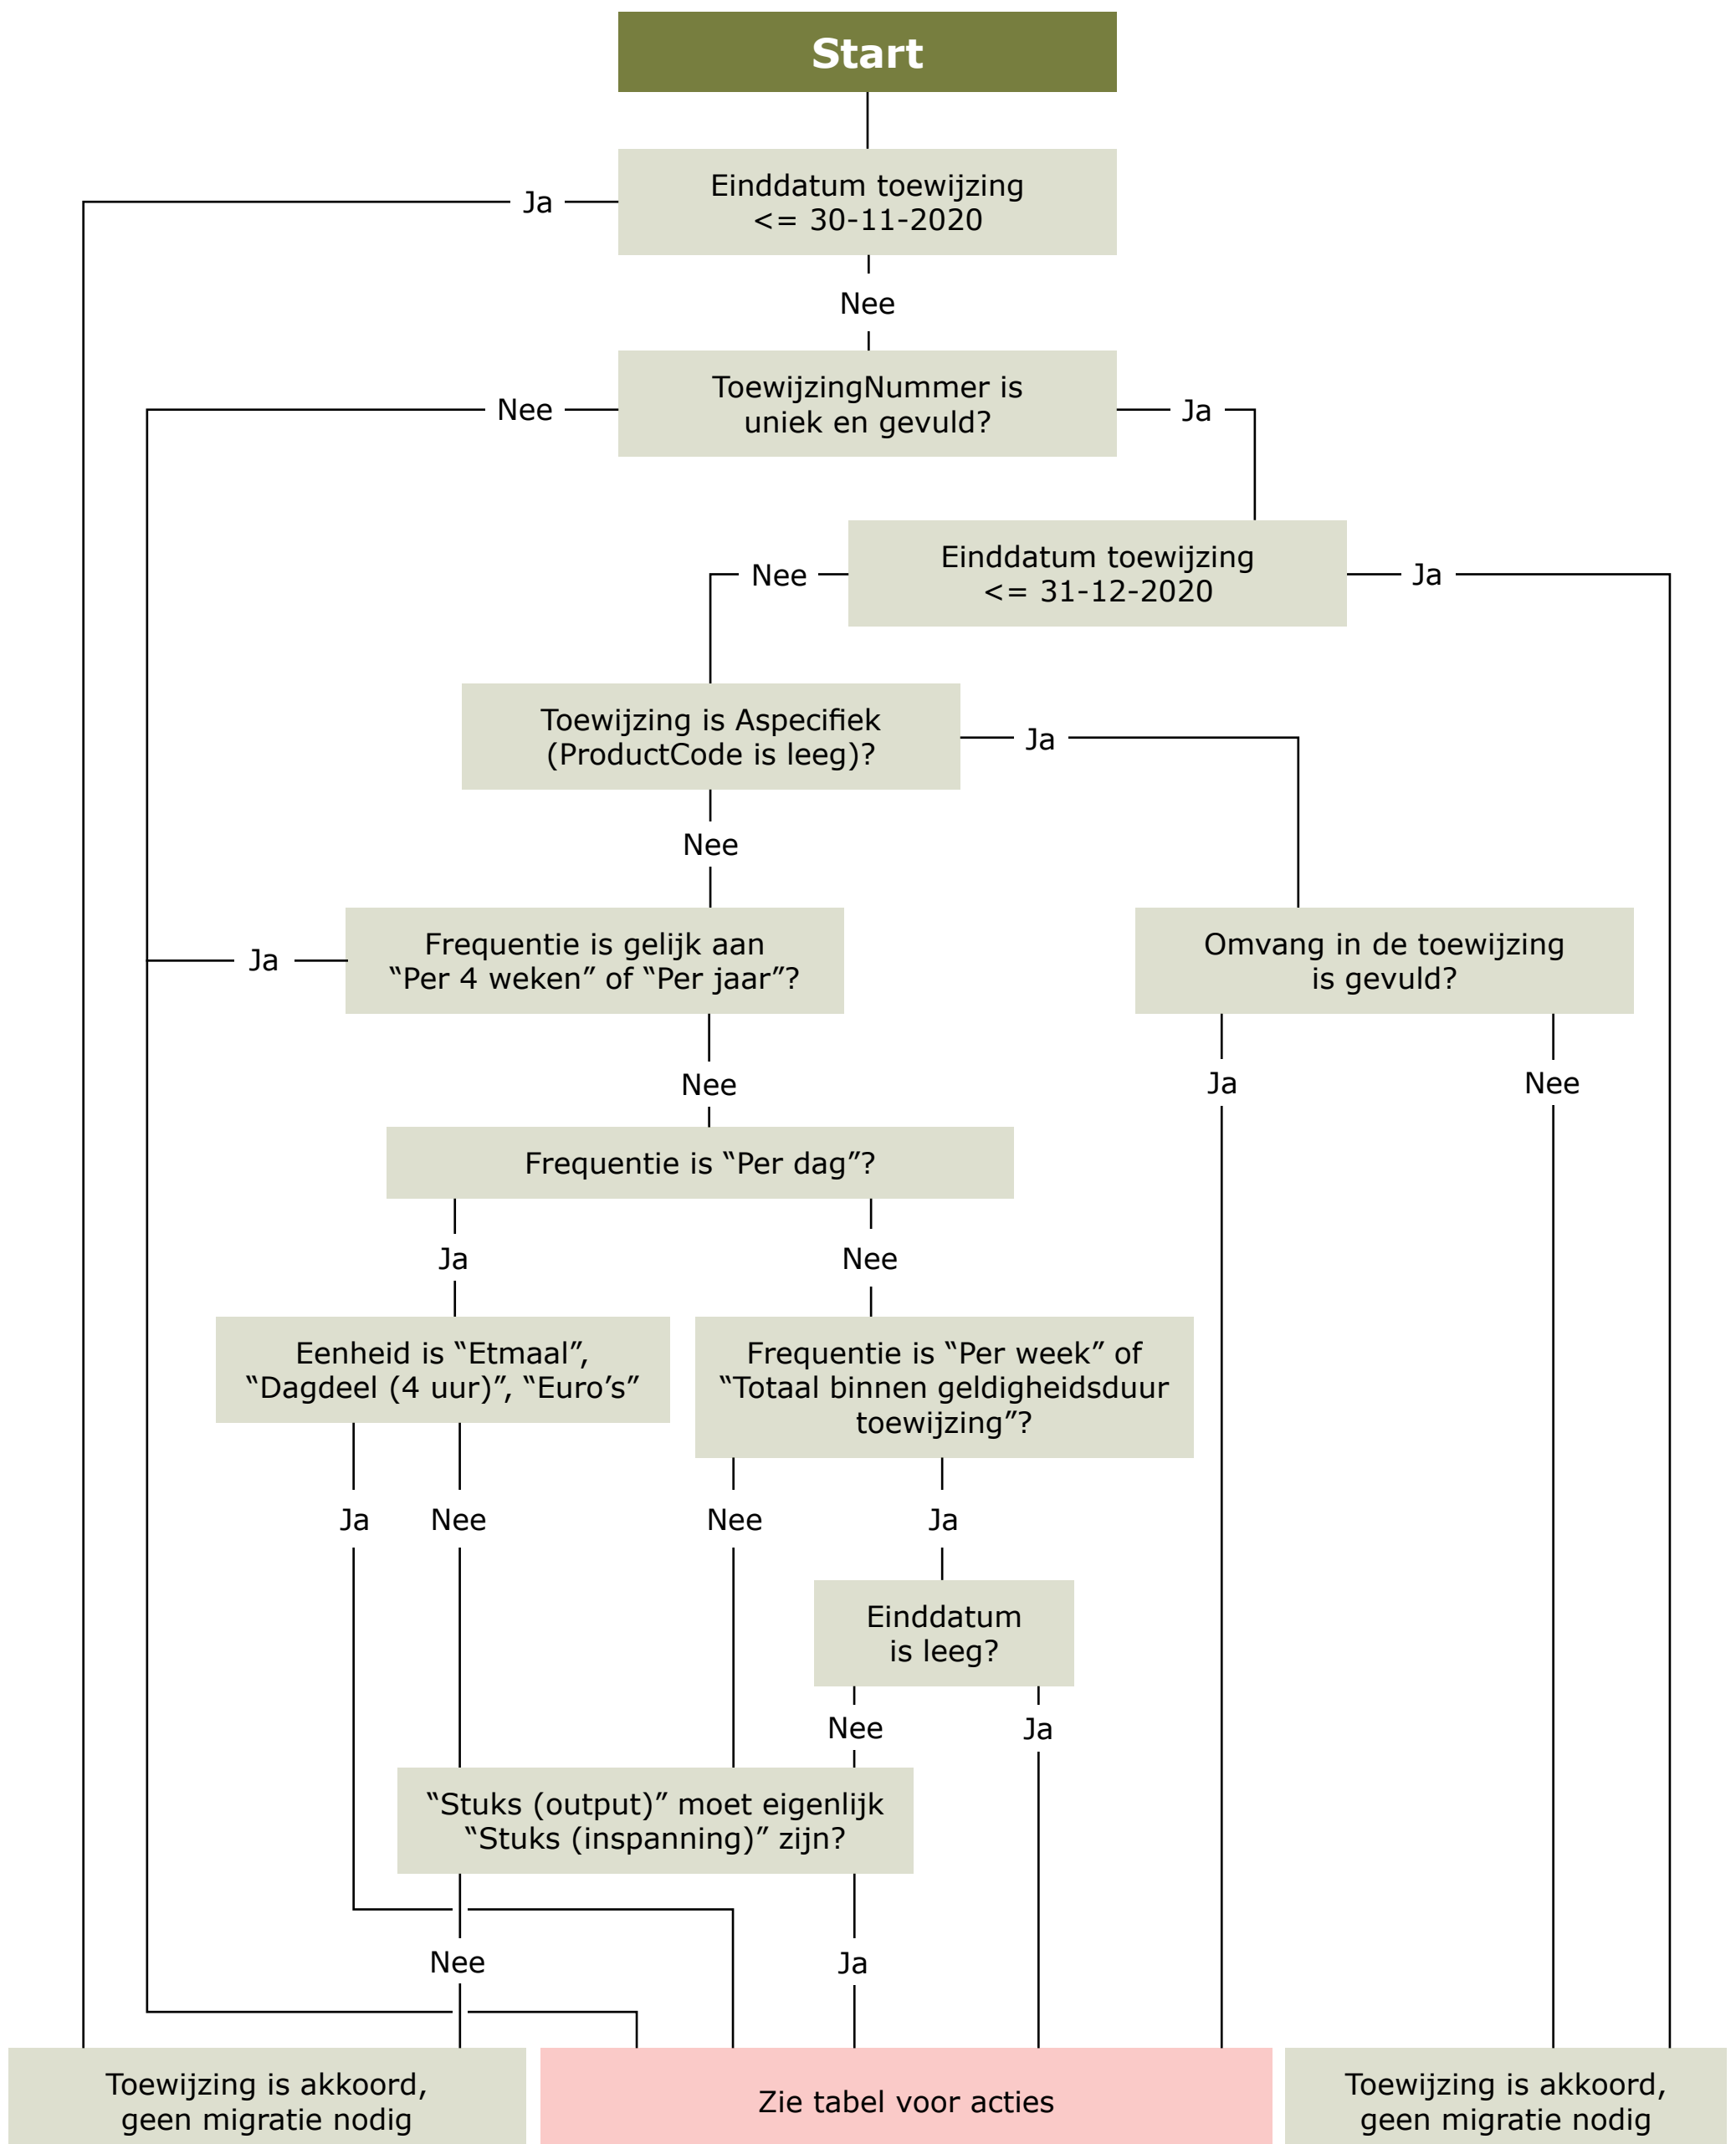 Start
Einddatum toewijzing
<= 30-11-2020
Ja
Nee
ToewijzingNummer is
uniek en gevuld?
Nee
Ja
Einddatum toewijzing
<= 31-12-2020
Nee
Ja
Toewijzing is Aspecifiek
(ProductCode is leeg)?
Ja
Nee
Frequentie is gelijk aan
“Per 4 weken” of “Per jaar”?
Ja
Omvang in de toewijzing
is gevuld?
Nee
Ja
Nee
Frequentie is “Per dag”?
Ja
Nee
Eenheid is “Etmaal”,
“Dagdeel (4 uur)”, “Euro’s”
Frequentie is “Per week” of
“Totaal binnen geldigheidsduur
toewijzing”?
Ja
Nee
Nee
Ja
Einddatum
is leeg?
Nee
Ja
“Stuks (output)” moet eigenlijk
“Stuks (inspanning)” zijn?
Nee
Ja
Toewijzing is akkoord,
geen migratie nodig
Zie tabel voor acties
Toewijzing is akkoord,
geen migratie nodig